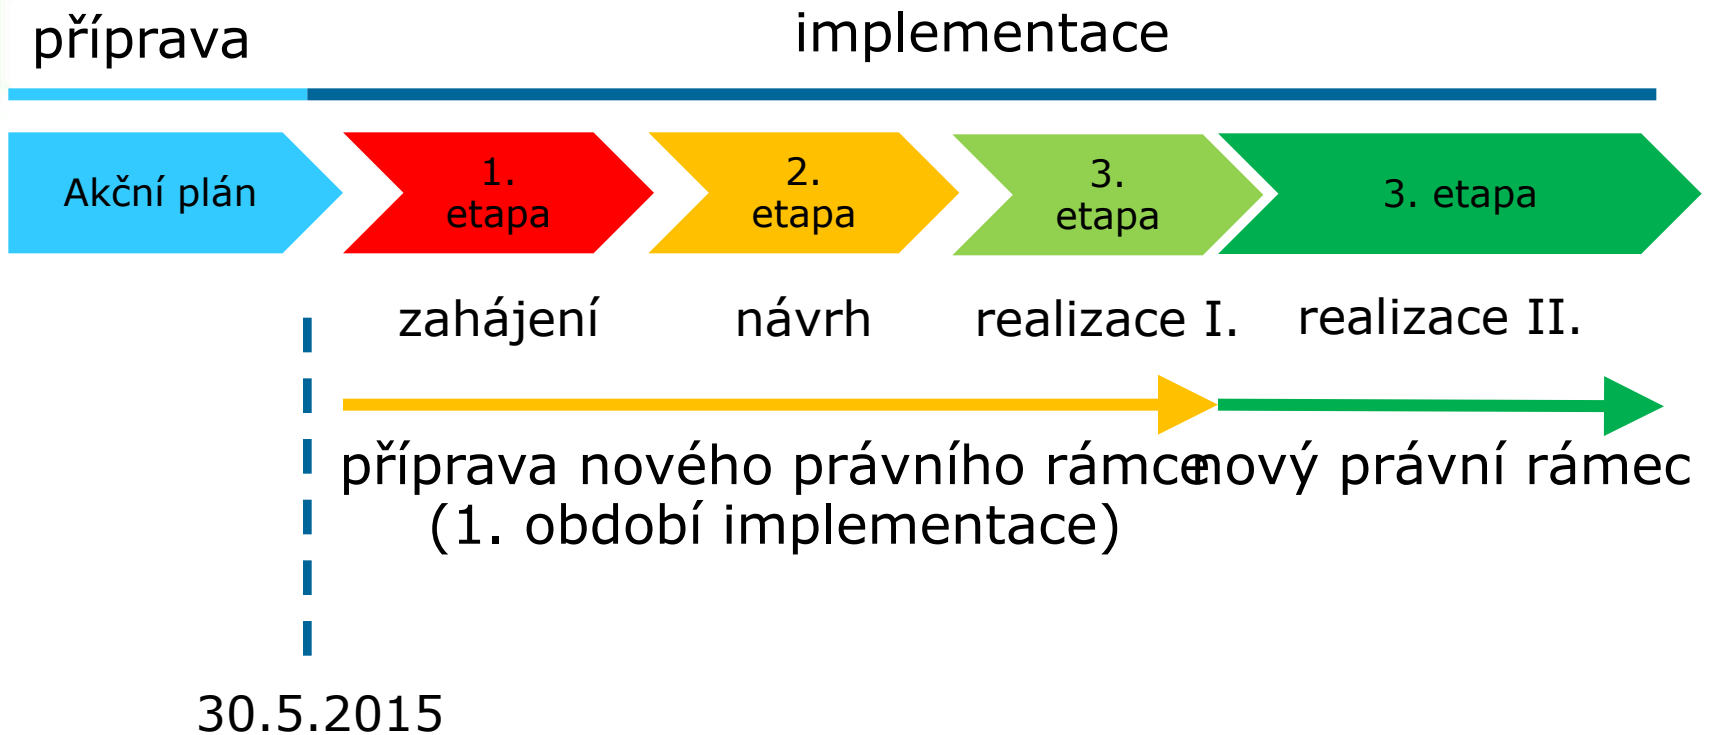 příprava
implementace
Akční plán
1.
etapa
2.
etapa
3.
etapa
3. etapa
zahájení
návrh
realizace I.
realizace II.
příprava nového právního rámce
(1. období implementace)
nový právní rámec
30.5.2015